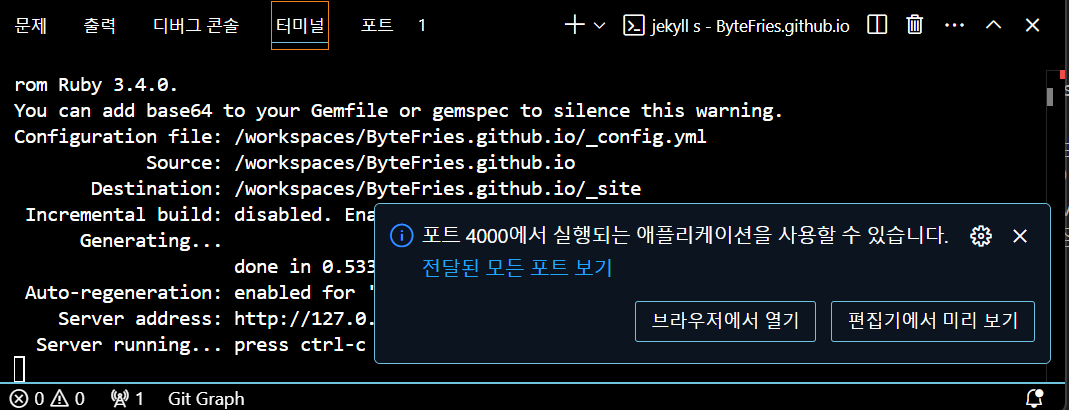 문제 출력 디버그 콘솔 터미널 포트 1 jekyll s - ByteFries.github.io
rom Ruby 3.4.0.
You can add base64 to your Gemfile or gemspec to silence this warning.
Configuration file: /workspaces/ByteFries.github.io/_config.yml
Source: /workspaces/ByteFries.github.io
Destination: /workspaces/ByteFries.github.io/_site
Incremental build: disabled. Ena
Generating...
done in 0.533
Auto-regeneration: enabled for '
Server address: http://127.0.
Server running... press ctrl-c
포트 4000에서 실행되는 애플리케이션을 사용할 수 있습니다.
전달된 모든 포트 보기
브라우저에서 열기
편집기에서 미리 보기
0 0 1 Git Graph